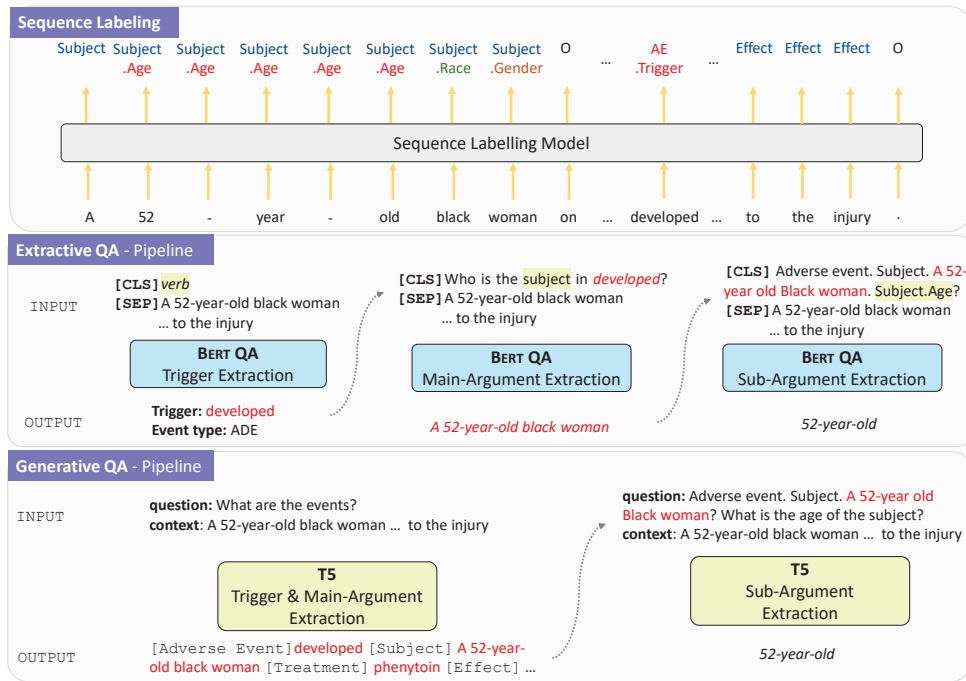 Sequence Labeling
Subject Subject Subject Subject Subject Subject Subject Subject O AE Effect Effect Effect O
.Age .Age .Age .Age .Age .Race .Gender ... .Trigger ...
Sequence Labelling Model
A 52 - year - old black woman on ... developed ... to the injury .
Extractive QA - Pipeline
INPUT
[CLS] verb
[SEP] A 52-year-old black woman
... to the injury
BERT QA
Trigger Extraction
[CLS] Who is the subject in developed?
[SEP] A 52-year-old black woman
... to the injury
BERT QA
Main-Argument Extraction
[CLS] Adverse event. Subject. A 52-
year old Black woman. Subject.Age?
[SEP] A 52-year-old black woman
... to the injury
BERT QA
Sub-Argument Extraction
OUTPUT
Trigger: developed
Event type: ADE
A 52-year-old black woman
52-year-old
Generative QA - Pipeline
INPUT
question: What are the events?
context: A 52-year-old black woman ... to the injury
T5
Trigger & Main-Argument
Extraction
question: Adverse event. Subject. A 52-year old
Black woman? What is the age of the subject?
context: A 52-year-old black woman ... to the injury
T5
Sub-Argument
Extraction
OUTPUT
[Adverse Event] developed [Subject] A 52-year-
old black woman [Treatment] phenytoin [Effect] ...
52-year-old